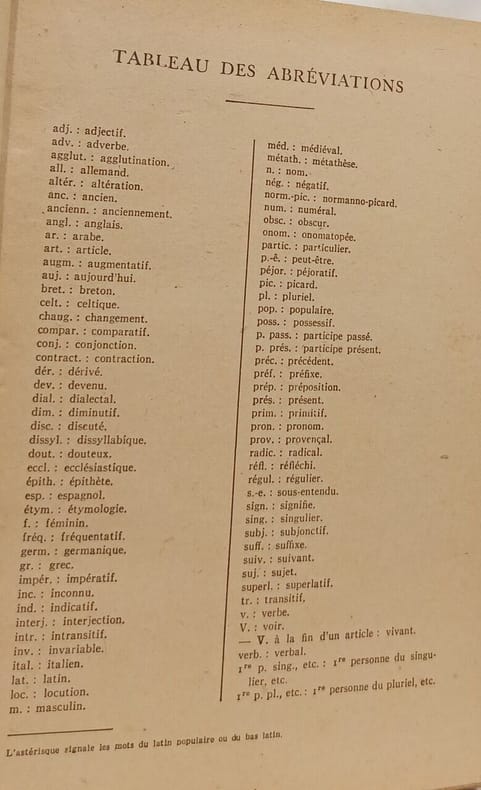 TABLEAU DES ABRÉVIATIONS
adj. : adjectif.
adv. : adverbe.
agglut. : agglutination.
all. : allemand.
altér. : altération.
anc. : ancien.
ancienn. : anciennement.
angl. : anglais.
ar. : arabe.
art. : article.
augm. : augmentatif.
auj. : aujourd'hui.
bret. : breton.
celt. : celtique.
chang. : changement.
compar. : comparatif.
conj. : conjonction.
contract. : contraction.
dér. : dérivé.
dev. : devenu.
dial. : dialectal.
dim. : diminutif.
disc. : discuté.
dissyl. : dissyllabique.
dout. : douteux.
eccl. : ecclésiastique.
épith. : épithète.
esp. : espagnol.
étym. : étymologie.
f. : féminin.
fréq. : fréquentatif.
germ. : germanique.
gr. : grec.
impér. : impératif.
inc. : inconnu.
ind. : indicatif.
interj. : interjection.
intr. : intransitif.
inv. : invariable.
ital. : italien.
lat. : latin.
loc. : locution.
m. : masculin.
méd. : médiéval.
métath. : métathèse.
n. : nom.
nég. : négatif.
norm.-pic. : normanno-picard.
num. : numéral.
obsc. : obscur.
onom. : onomatopée.
partic. : particulier.
p.-ê. : peut-être.
péjor. : péjoratif.
pic. : picard.
pl. : pluriel.
pop. : populaire.
poss. : possessif.
p. pass. : participe passé.
p. prés. : participe présent.
préc. : précédent.
préf. : préfixe.
prép. : préposition.
prés. : présent.
prim. : primitif.
pron. : pronom.
prov. : provençal.
radic. : radical.
réfl. : réfléchi.
régul. : régulier.
s.-e. : sous-entendu.
sign. : signifie.
sing. : singulier.
subj. : subjonctif.
suff. : suffixe.
suiv. : suivant.
suj. : sujet.
superl. : superlatif.
tr. : transitif.
v. : verbe.
V. : voir.
— V. à la fin d'un article : vivant.
verb. : verbal.
1re p. sing., etc. : 1re personne du singu-
lier, etc.
1re p. pl., etc. : 1re personne du pluriel, etc.
L'astérisque signale les mots du latin populaire ou du bas latin.